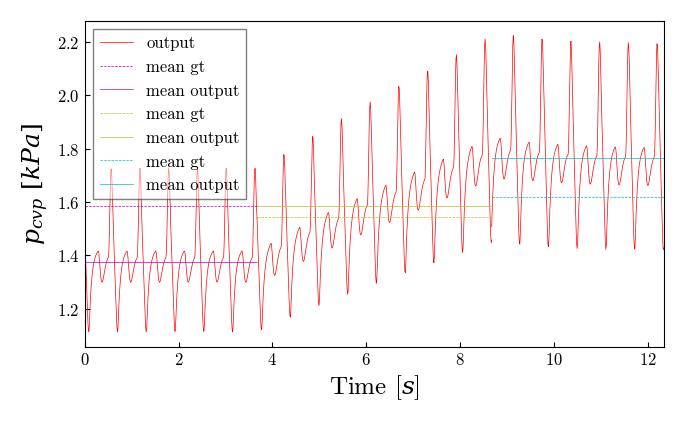 output
mean gt
mean output
mean gt
mean output
mean gt
mean output
2.2
2.0
1.8
1.6
1.4
1.2
p_cvp [kPa]
0 2 4 6 8 10 12
Time [s]